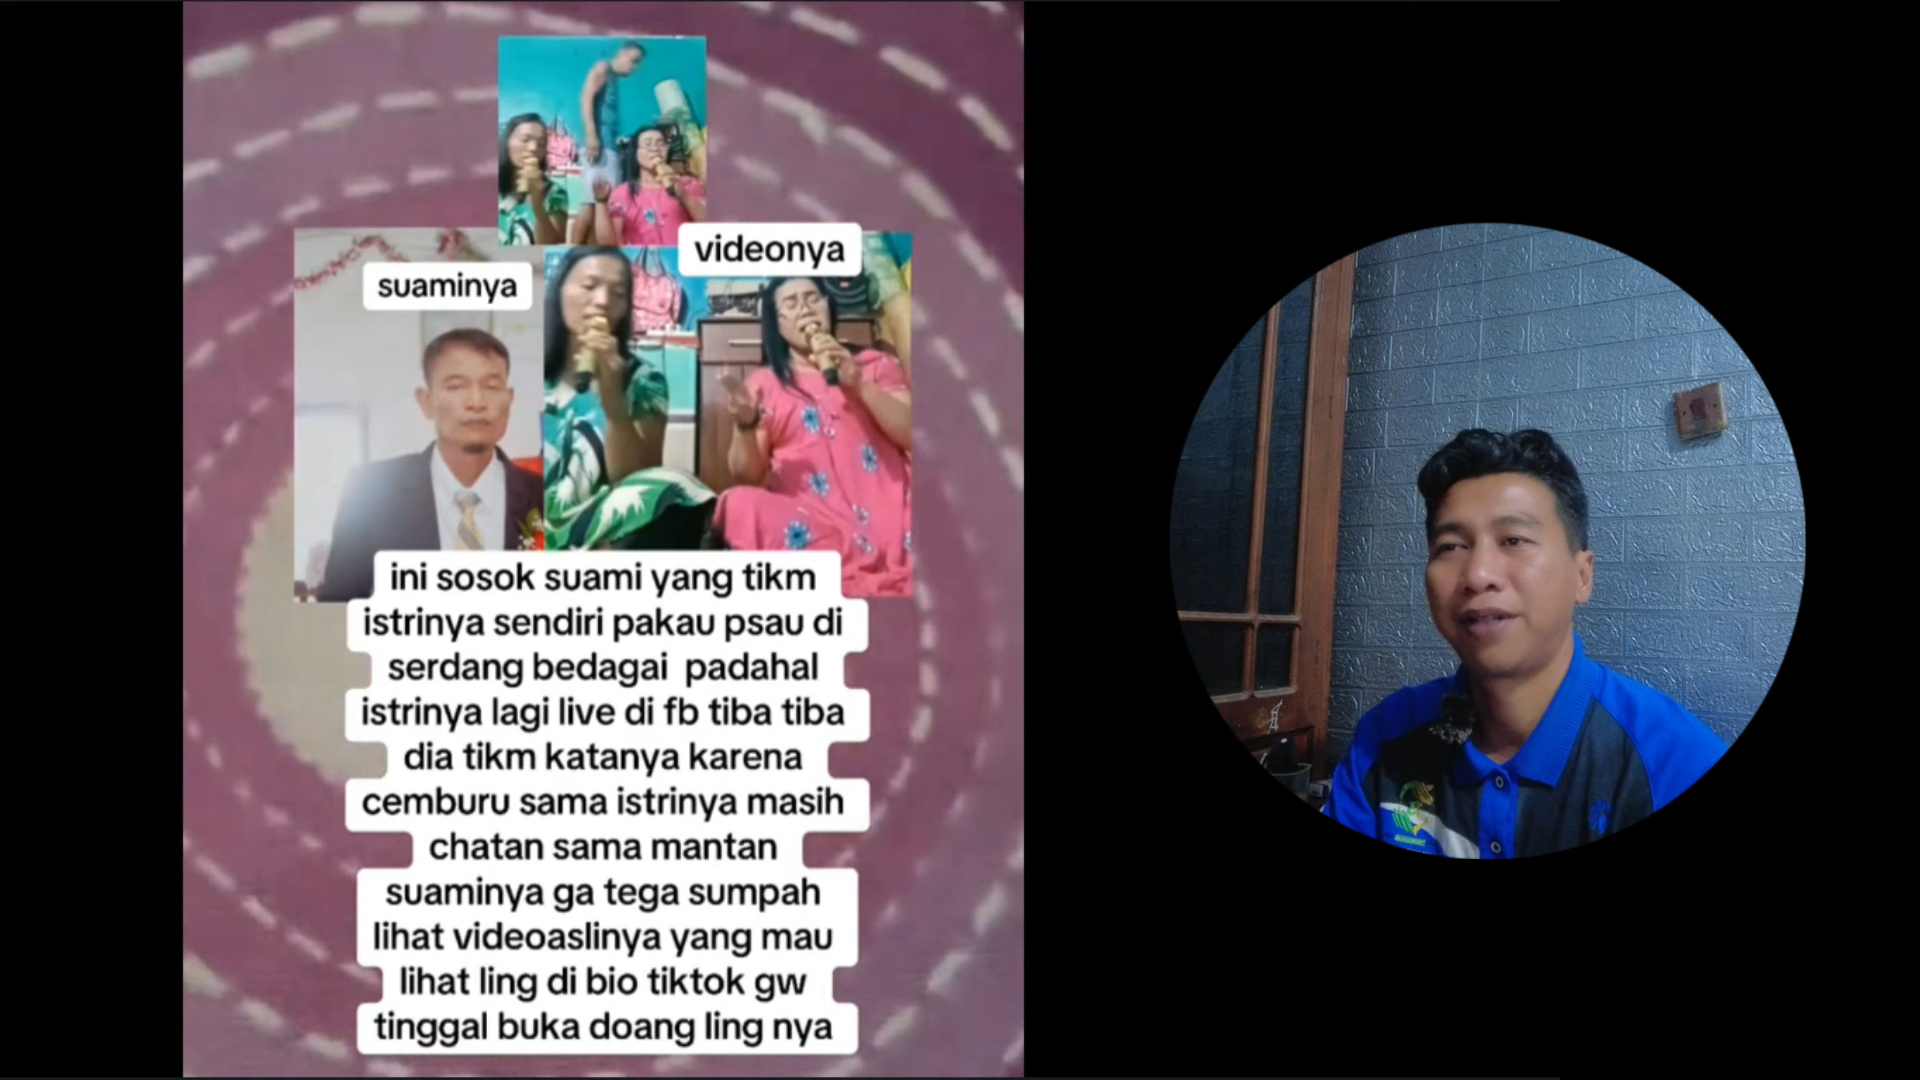 videonya
suaminya
ini sosok suami yang tikm
istrinya sendiri pakau psau di
serdang bedagai padahal
istrinya lagi live di fb tiba tiba
dia tikm katanya karena
cemburu sama istrinya masih
chatan sama mantan
suaminya ga tega sumpah
lihat videoaslinya yang mau
lihat ling di bio tiktok gw
tinggal buka doang ling nya